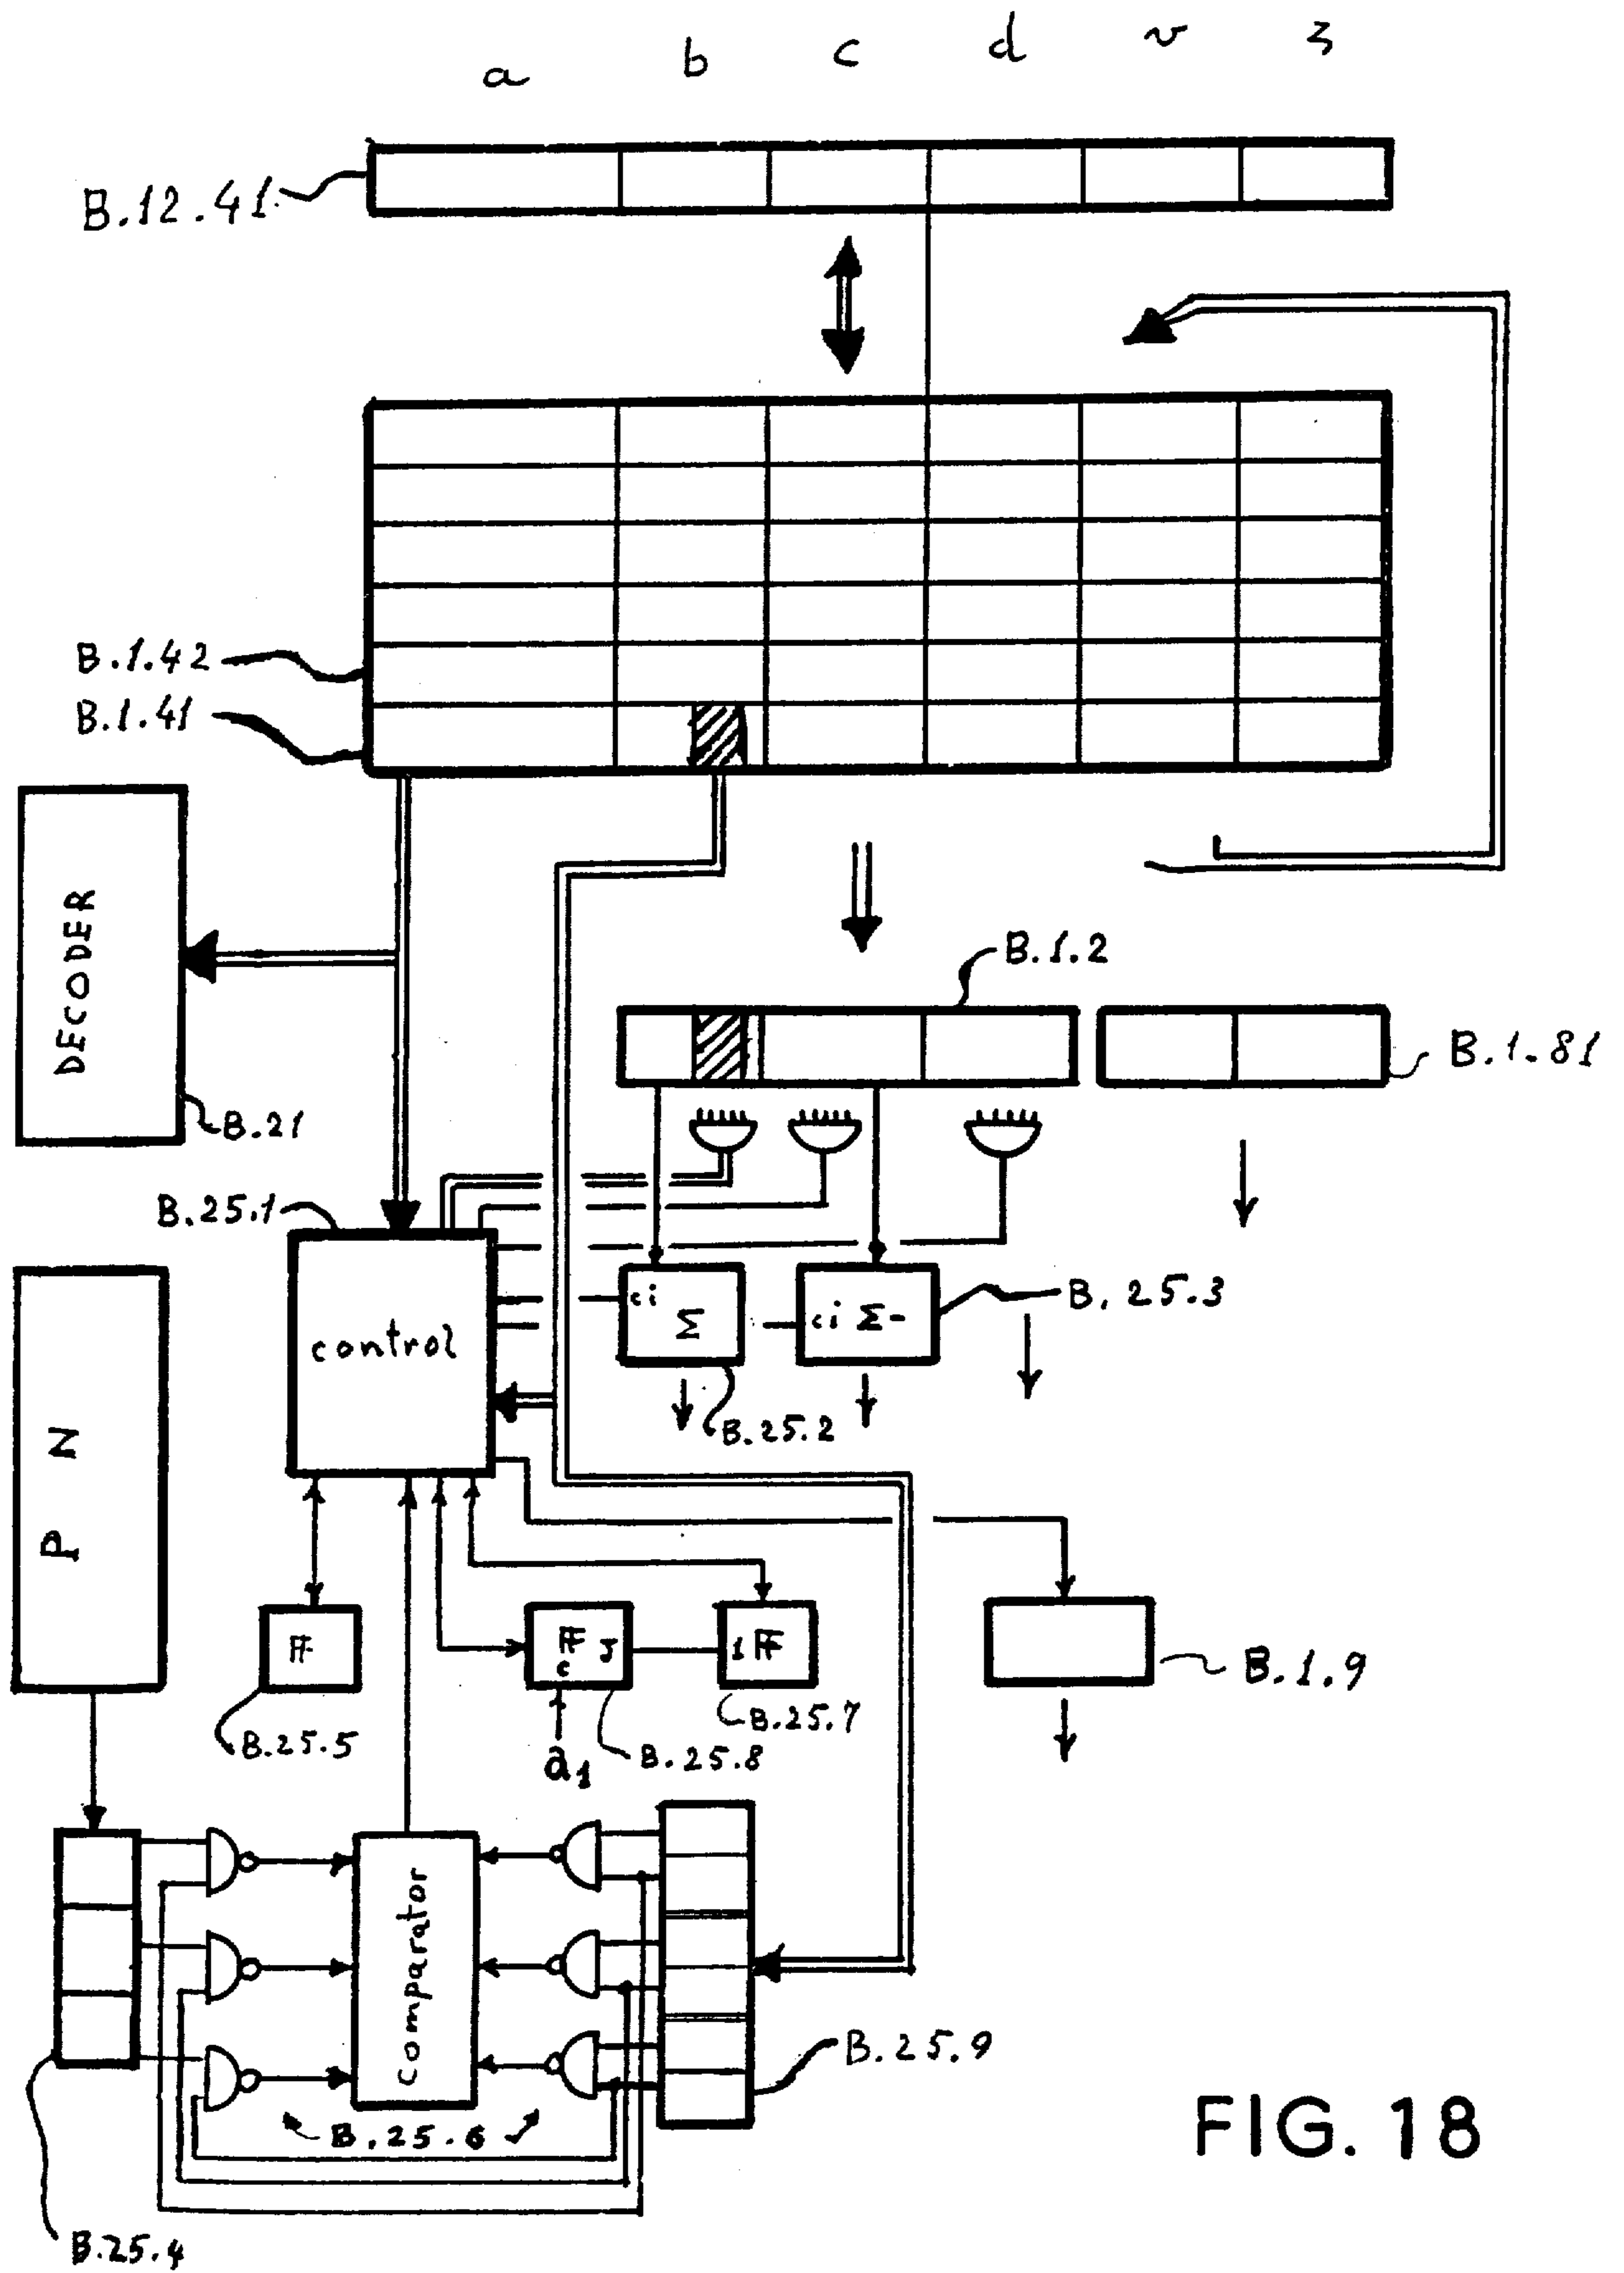 a b c d v ʒ
B.12.41
B.1.42
B.1.41
DECODER
B.1.2
B.1.81
B.21
B.25.1
control
ci Σ
ci Σ-
B.25.3
B.25.2
P N
FF
FF J
c
1 FF
B.1.9
B.25.5
a1
B.25.8
B.25.7
Comparator
B.25.9
B.25.6
B.25.4
FIG. 18